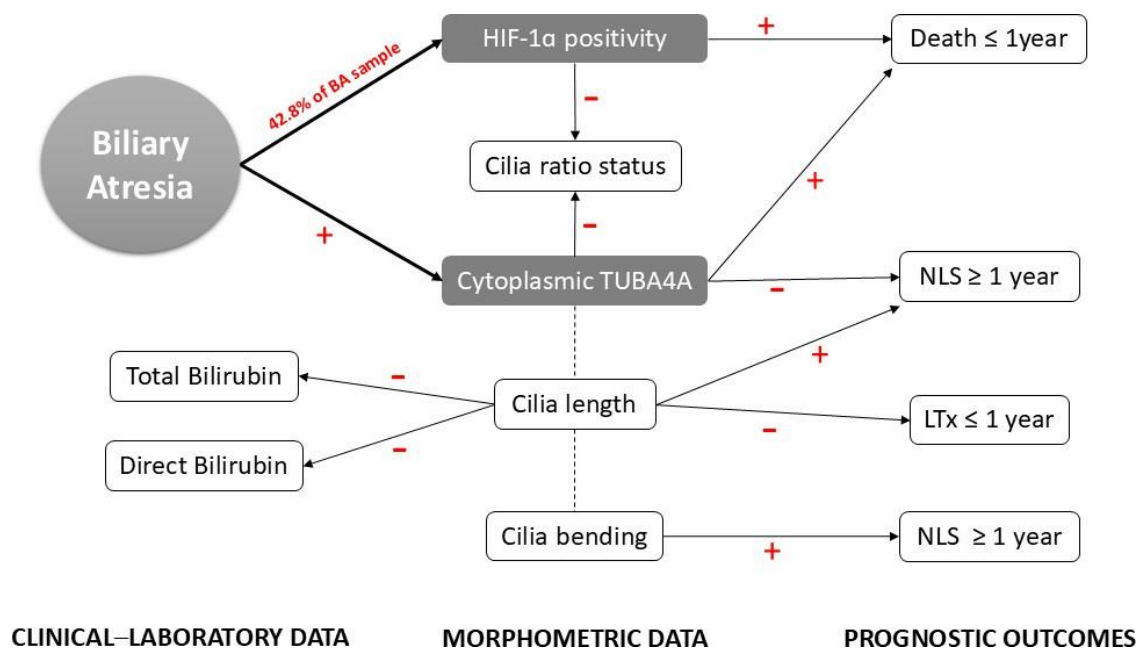 Biliary
Atresia
42.8% of BA sample
+
HIF-1α positivity
+
Death ≤ 1year
-
Cilia ratio status
-
+
Cytoplasmic TUBA4A
-
NLS ≥ 1 year
+
Total Bilirubin
-
Direct Bilirubin
-
Cilia length
-
LTx ≤ 1 year
Cilia bending
+
NLS ≥ 1 year
CLINICAL–LABORATORY DATA
MORPHOMETRIC DATA
PROGNOSTIC OUTCOMES